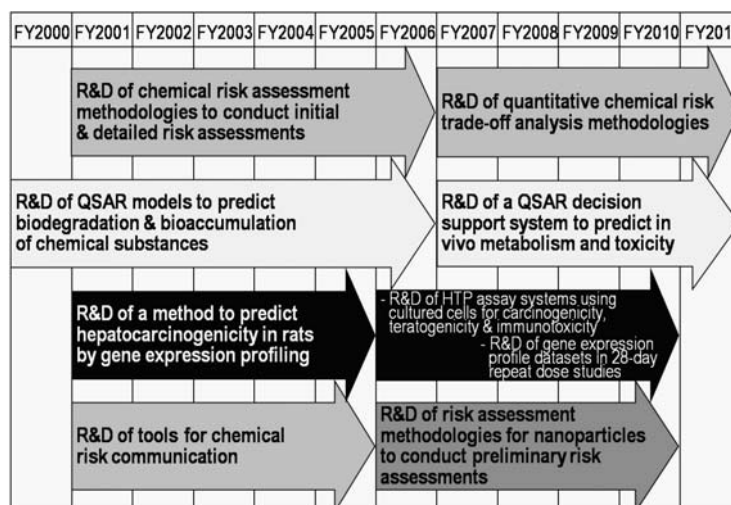 FY2000 FY2001 FY2002 FY2003 FY2004 FY2005 FY2006 FY2007 FY2008 FY2009 FY2010 FY201
R&D of chemical risk assessment
methodologies to conduct initial
& detailed risk assessments
R&D of quantitative chemical risk
trade-off analysis methodologies
R&D of QSAR models to predict
biodegradation & bioaccumulation
of chemical substances
R&D of a QSAR decision
support system to predict in
vivo metabolism and toxicity
R&D of a method to predict
hepatocarcinogenicity in rats
by gene expression profiling
- R&D of HTP assay systems using
cultured cells for carcinogenicity,
teratogenicity & immunotoxicity
- R&D of gene expression
profile datasets in 28-day
repeat dose studies
R&D of tools for chemical
risk communication
R&D of risk assessment
methodologies for nanoparticles
to conduct preliminary risk
assessments